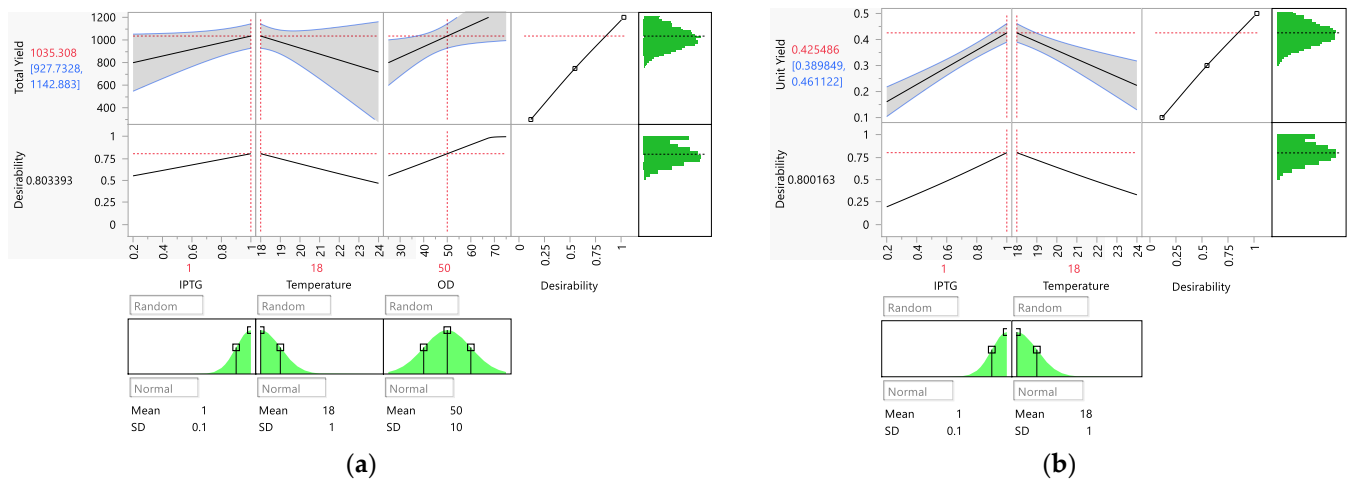 1200
1000
800
600
400
Total Yield
1035.308
[927.7328,
1142.883]
1
0.75
0.5
0.25
0
Desirability
0.803393
0.2 0.4 0.6 0.8 1 18 19 20 21 22 23 24 30 40 50 60 70 0 0.25 0.5 0.75 1
1 18 50
IPTG Temperature OD Desirability
Random Random Random
Normal Normal Normal
Mean 1 Mean 18 Mean 50
SD 0.1 SD 1 SD 10
(a)
0.5
0.4
0.3
0.2
0.1
Unit Yield
0.425486
[0.389849,
0.461122]
1
0.75
0.5
0.25
0
Desirability
0.800163
0.2 0.4 0.6 0.8 1 18 19 20 21 22 23 24 0 0.25 0.5 0.75 1
1 18
IPTG Temperature Desirability
Random Random
Normal Normal
Mean 1 Mean 18
SD 0.1 SD 1
(b)